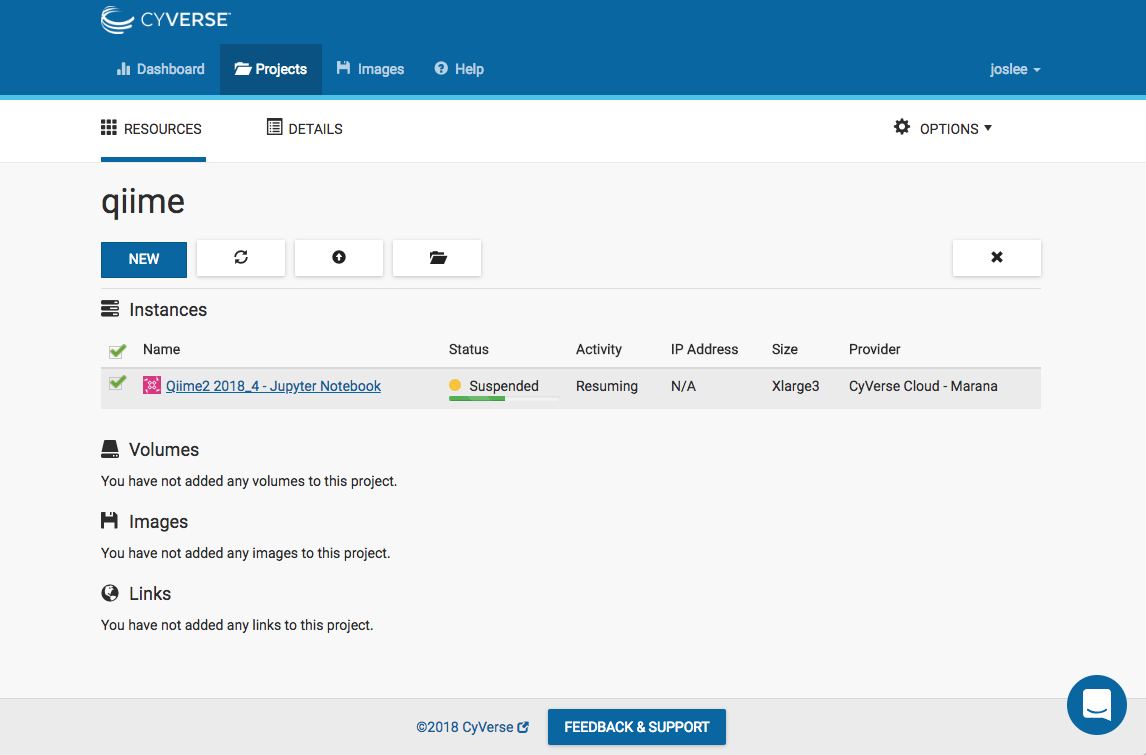 CYVERSE
Dashboard Projects Images Help joslee
RESOURCES DETAILS OPTIONS
qiime
NEW
Instances
Name Status Activity IP Address Size Provider
Qiime2 2018_4 - Jupyter Notebook Suspended Resuming N/A Xlarge3 CyVerse Cloud - Marana
Volumes
You have not added any volumes to this project.
Images
You have not added any images to this project.
Links
You have not added any links to this project.
©2018 CyVerse FEEDBACK & SUPPORT